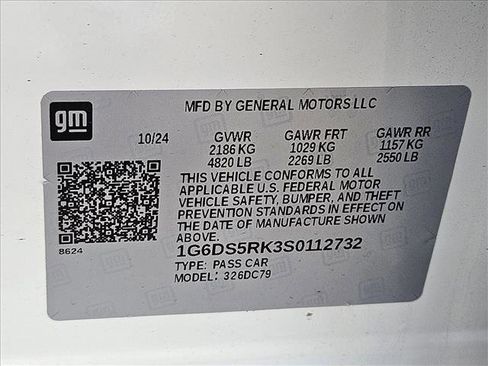 gm
MFD BY GENERAL MOTORS LLC
10/24 GVWR GAWR FRT GAWR RR
2186 KG 1029 KG 1157 KG
4820 LB 2269 LB 2550 LB
THIS VEHICLE CONFORMS TO ALL
APPLICABLE U.S. FEDERAL MOTOR
VEHICLE SAFETY, BUMPER, AND THEFT
PREVENTION STANDARDS IN EFFECT ON
THE DATE OF MANUFACTURE SHOWN
ABOVE.
8624
1G6DS5RK3S0112732
TYPE: PASS CAR
MODEL: 326DC79